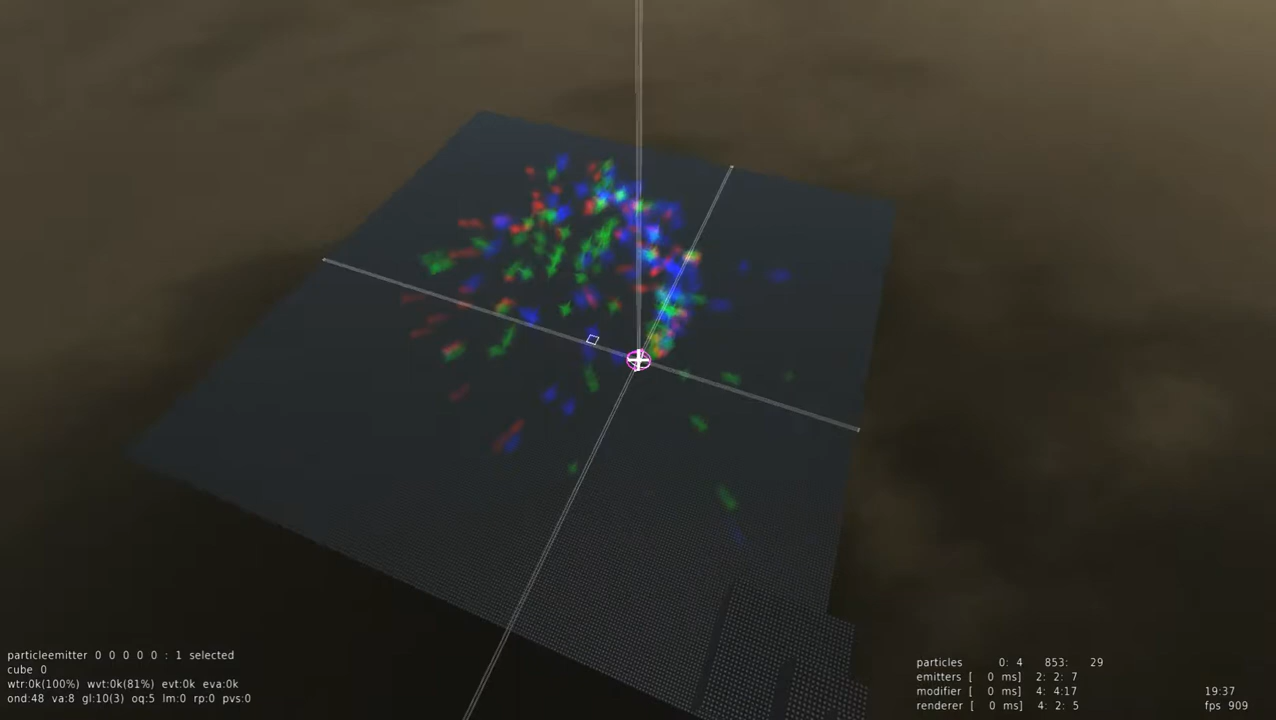 particleemitter 0 0 0 0 0 : 1 selected
cube 0
wtr:0k(100%) wvt:0k(81%) evt:0k eva:0k
ond:48 va:8 gl:10(3) oq:5 lm:0 rp:0 pvs:0
particles 0: 4 853: 29
emitters [ 0 ms] 2: 2: 7
modifier [ 0 ms] 4: 4:17
renderer [ 0 ms] 4: 2: 5
19:37
fps 909